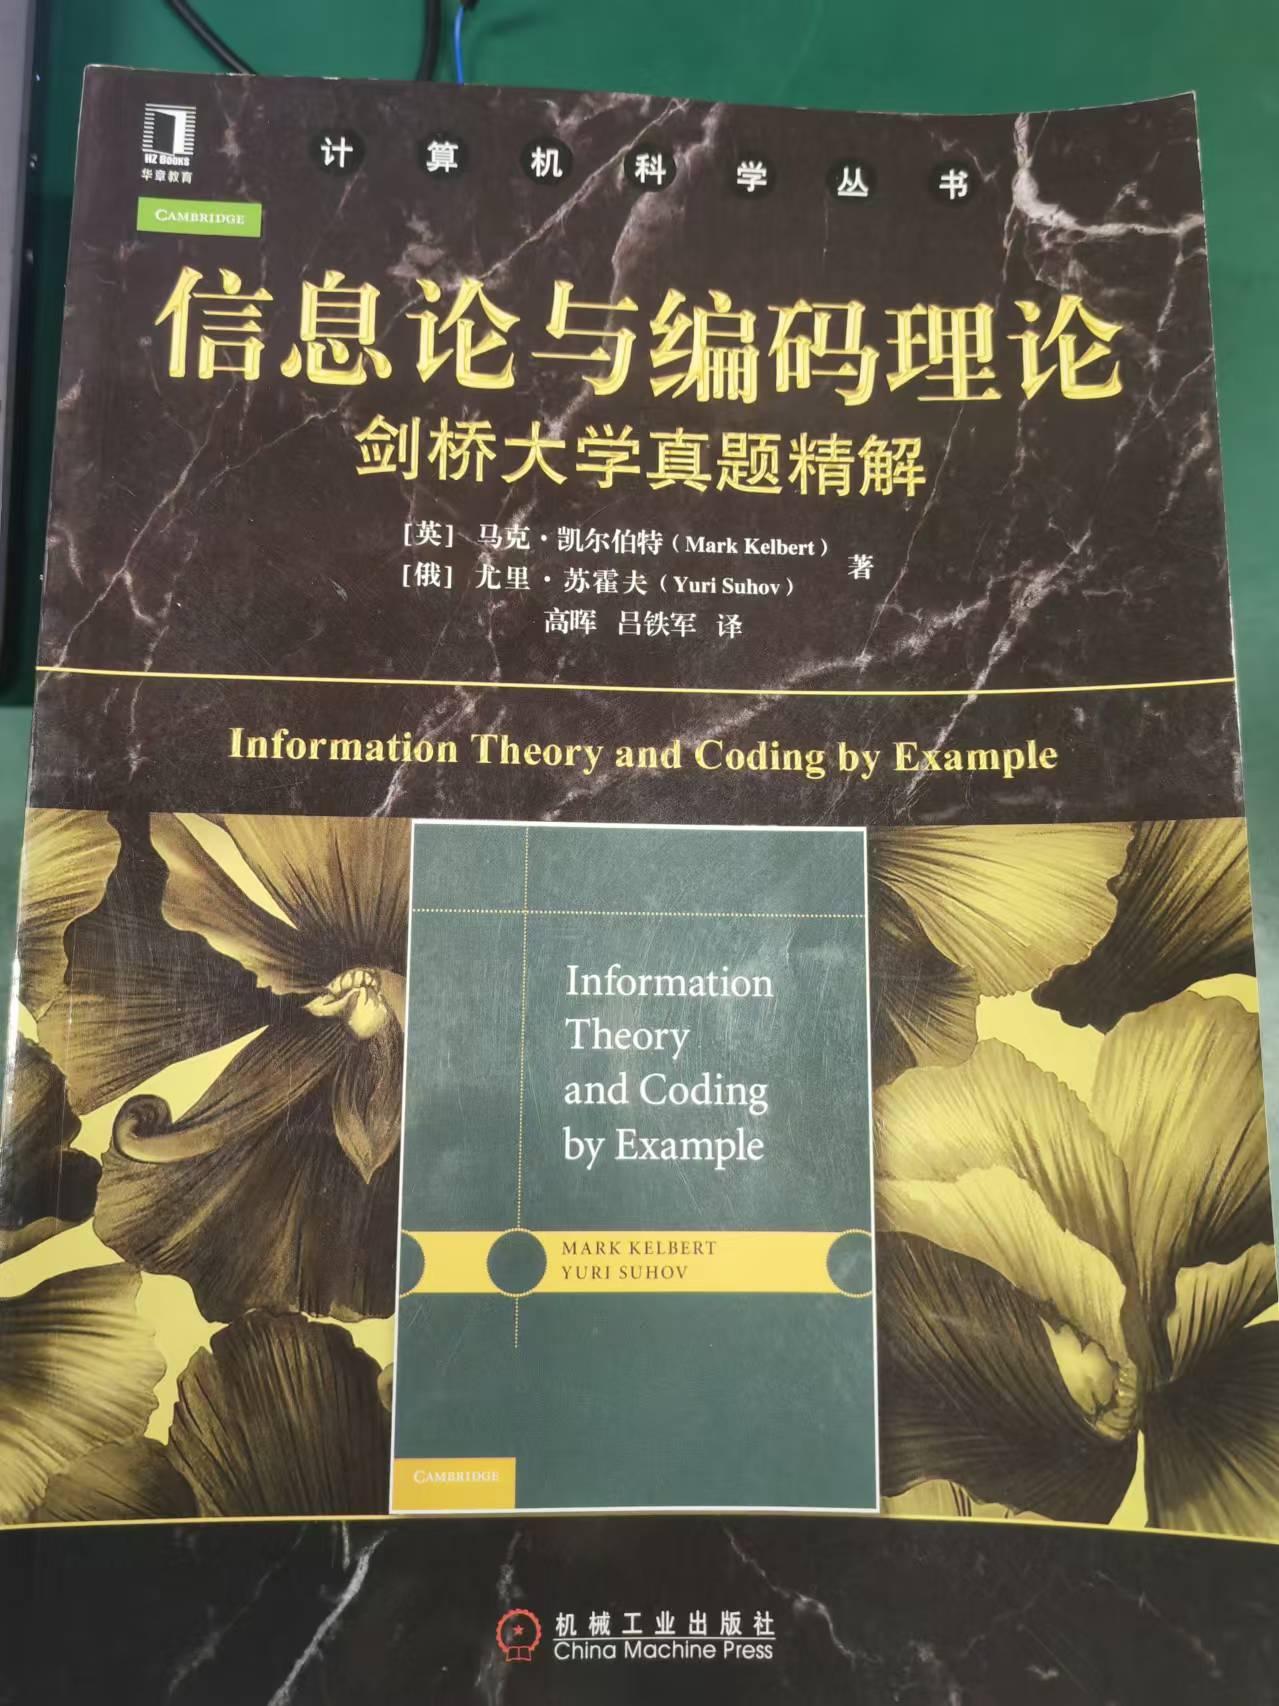 HZ BOOKS
华章教育
计算机科学丛书
CAMBRIDGE
信息论与编码理论
剑桥大学真题精解
[英] 马克·凯尔伯特（Mark Kelbert）
[俄] 尤里·苏霍夫（Yuri Suhov）
著
高晖 吕铁军 译
Information Theory and Coding by Example
Information
Theory
and Coding
by Example
MARK KELBERT
YURI SUHOV
CAMBRIDGE
机械工业出版社
China Machine Press